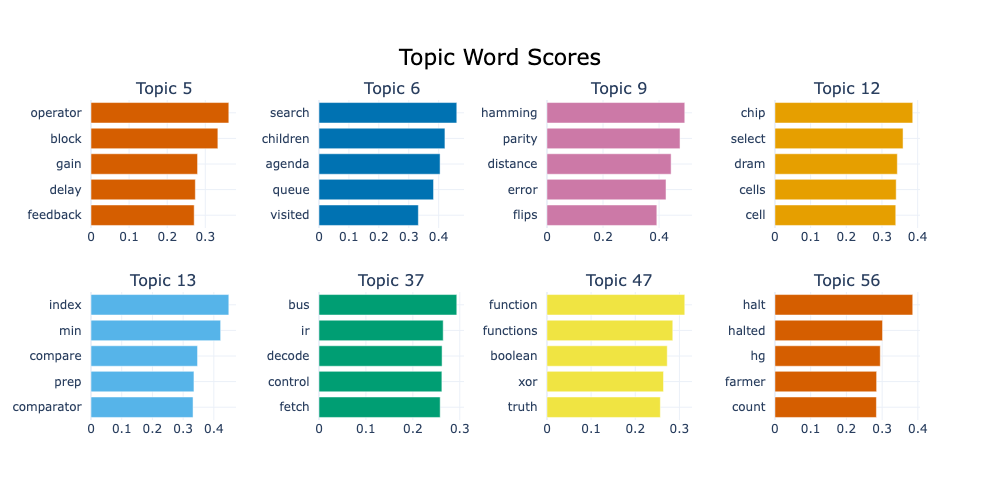 Topic Word Scores
Topic 5
operator
block
gain
delay
feedback
0 0.1 0.2 0.3
Topic 6
search
children
agenda
queue
visited
0 0.1 0.2 0.3 0.4
Topic 9
hamming
parity
distance
error
flips
0 0.2 0.4
Topic 12
chip
select
dram
cells
cell
0 0.1 0.2 0.3 0.4
Topic 13
index
min
compare
prep
comparator
0 0.1 0.2 0.3 0.4
Topic 37
bus
ir
decode
control
fetch
0 0.1 0.2 0.3
Topic 47
function
functions
boolean
xor
truth
0 0.1 0.2 0.3
Topic 56
halt
halted
hg
farmer
count
0 0.1 0.2 0.3 0.4